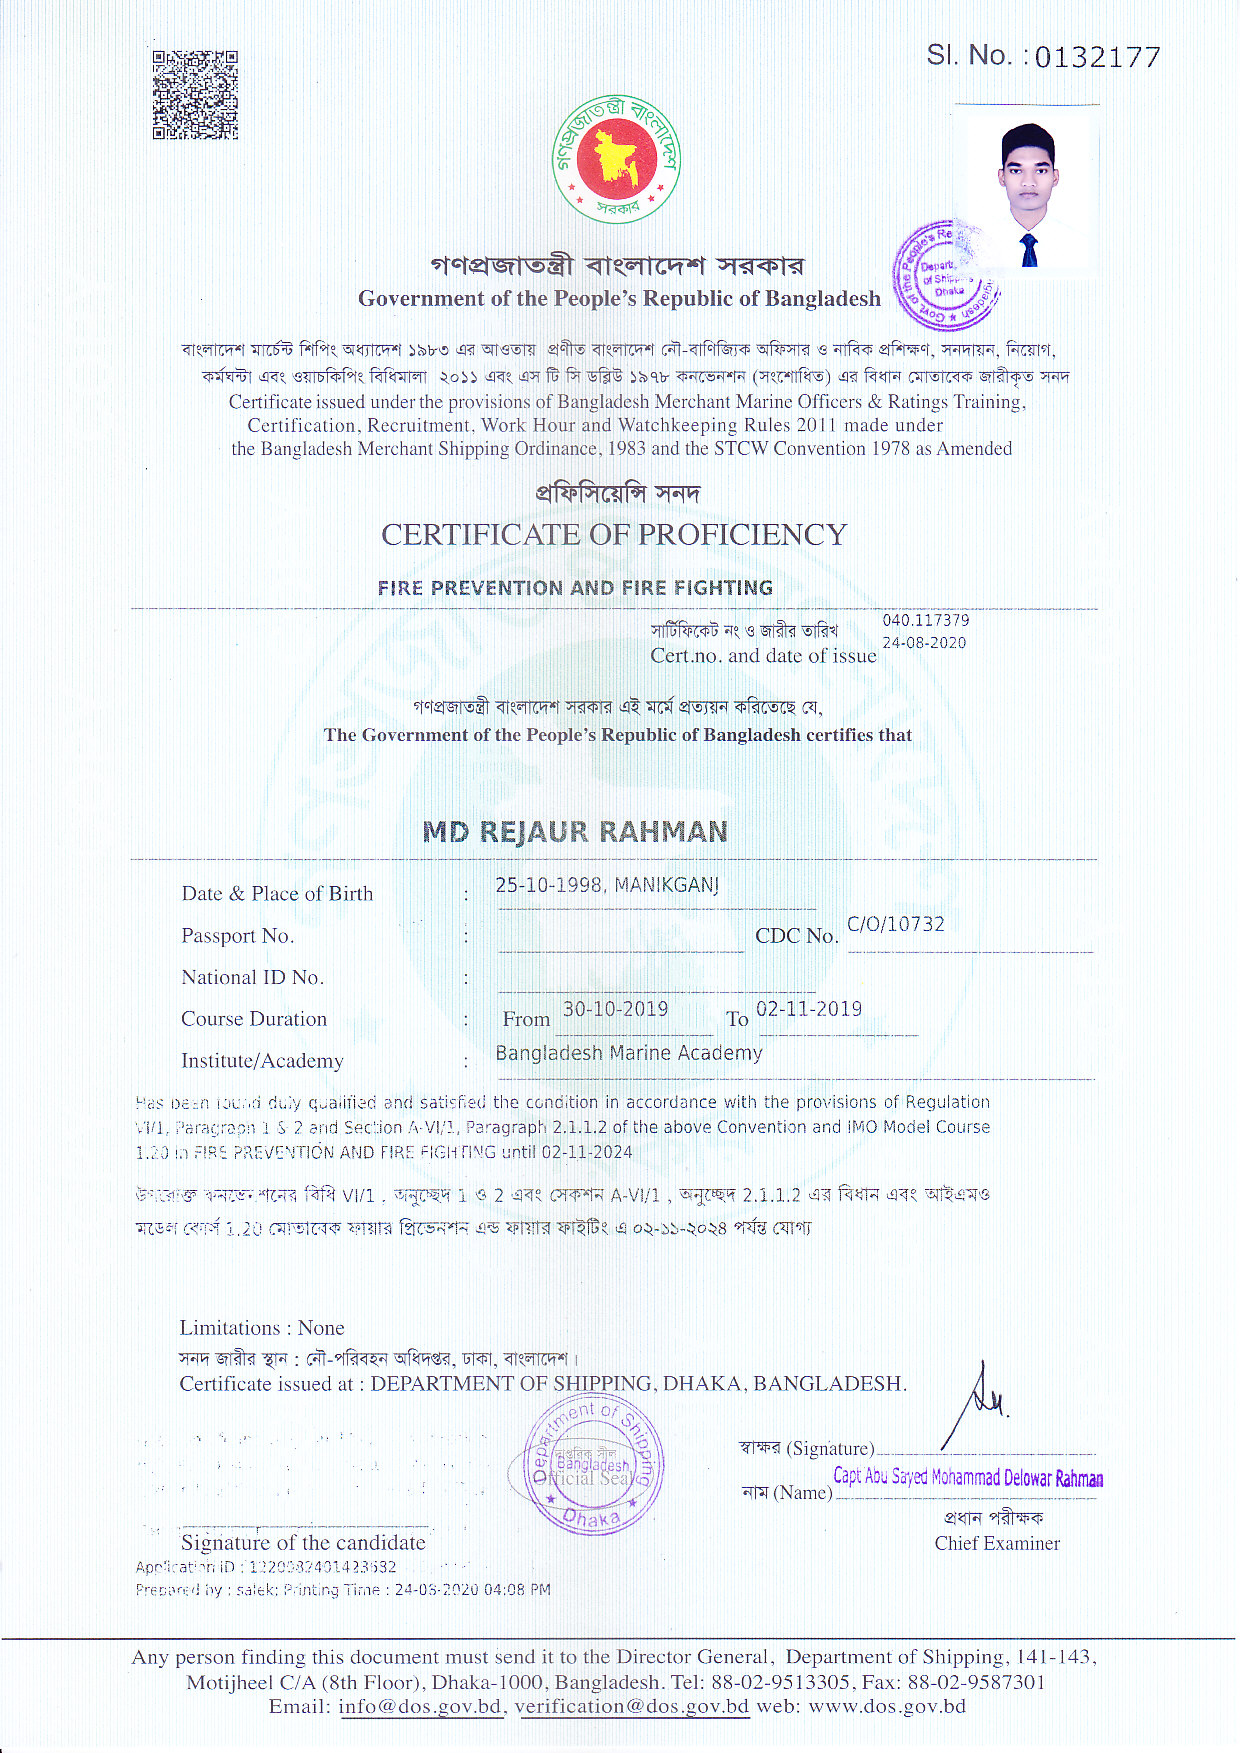 Sl. No. : 0132177
গণপ্রজাতন্ত্রী বাংলাদেশ
সরকার
গণপ্রজাতন্ত্রী বাংলাদেশ সরকার
Government of the People's Republic of Bangladesh
Dhaka
বাংলাদেশ মার্চেন্ট শিপিং অধ্যাদেশ ১৯৮৩ এর আওতায় প্রণীত বাংলাদেশ নৌ-বাণিজ্যিক অফিসার ও নাবিক প্রশিক্ষণ, সনদায়ন, নিয়োগ,
কর্মঘন্টা এবং ওয়াচকিপিং বিধিমালা ২০১১ এবং এস টি সি ডব্লিউ ১৯৭৮ কনভেনশন (সংশোধিত) এর বিধান মোতাবেক জারীকৃত সনদ
Certificate issued under the provisions of Bangladesh Merchant Marine Officers & Ratings Training,
Certification, Recruitment, Work Hour and Watchkeeping Rules 2011 made under
the Bangladesh Merchant Shipping Ordinance, 1983 and the STCW Convention 1978 as Amended
প্রফিসিয়েন্সি সনদ
CERTIFICATE OF PROFICIENCY
FIRE PREVENTION AND FIRE FIGHTING
সার্টিফিকেট নং ও জারীর তারিখ 040.117379
Cert.no. and date of issue 24-08-2020
গণপ্রজাতন্ত্রী বাংলাদেশ সরকার এই মর্মে প্রত্যয়ন করিতেছে যে,
The Government of the People's Republic of Bangladesh certifies that
MD REJAUR RAHMAN
Date & Place of Birth : 25-10-1998, MANIKGANJ
Passport No. : CDC No. C/O/10732
National ID No. :
Course Duration : From 30-10-2019 To 02-11-2019
Institute/Academy : Bangladesh Marine Academy
Has been found duly qualified and satisfied the condition in accordance with the provisions of Regulation
VI/1, Paragraph 1 & 2 and Section A-VI/1, Paragraph 2.1.1.2 of the above Convention and IMO Model Course
1.20 in FIRE PREVENTION AND FIRE FIGHTING until 02-11-2024
উপরোক্ত কনভেনশনের বিধি VI/1 , অনুচ্ছেদ 1 ও 2 এবং সেকশন A-VI/1 , অনুচ্ছেদ 2.1.1.2 এর বিধান এবং আইএমও
মডেল কোর্স 1.20 মোতাবেক ফায়ার প্রিভেনশন এন্ড ফায়ার ফাইটিং এ ০২-১১-২০২৪ পর্যন্ত যোগ্য
Limitations : None
সনদ জারীর স্থান : নৌ-পরিবহন অধিদপ্তর, ঢাকা, বাংলাদেশ।
Certificate issued at : DEPARTMENT OF SHIPPING, DHAKA, BANGLADESH.
Department of Shipping
Bangladesh
Official Seal
Dhaka
স্বাক্ষর (Signature)
নাম (Name) Capt Abu Sayed Mohammad Delowar Rahman
প্রধান পরীক্ষক
Chief Examiner
Signature of the candidate
Application ID :
Prepared by : salek; Printing Time : 24-08-2020 04:08 PM
Any person finding this document must send it to the Director General, Department of Shipping, 141-143,
Motijheel C/A (8th Floor), Dhaka-1000, Bangladesh. Tel: 88-02-9513305, Fax: 88-02-9587301
Email: info@dos.gov.bd, verification@dos.gov.bd web: www.dos.gov.bd